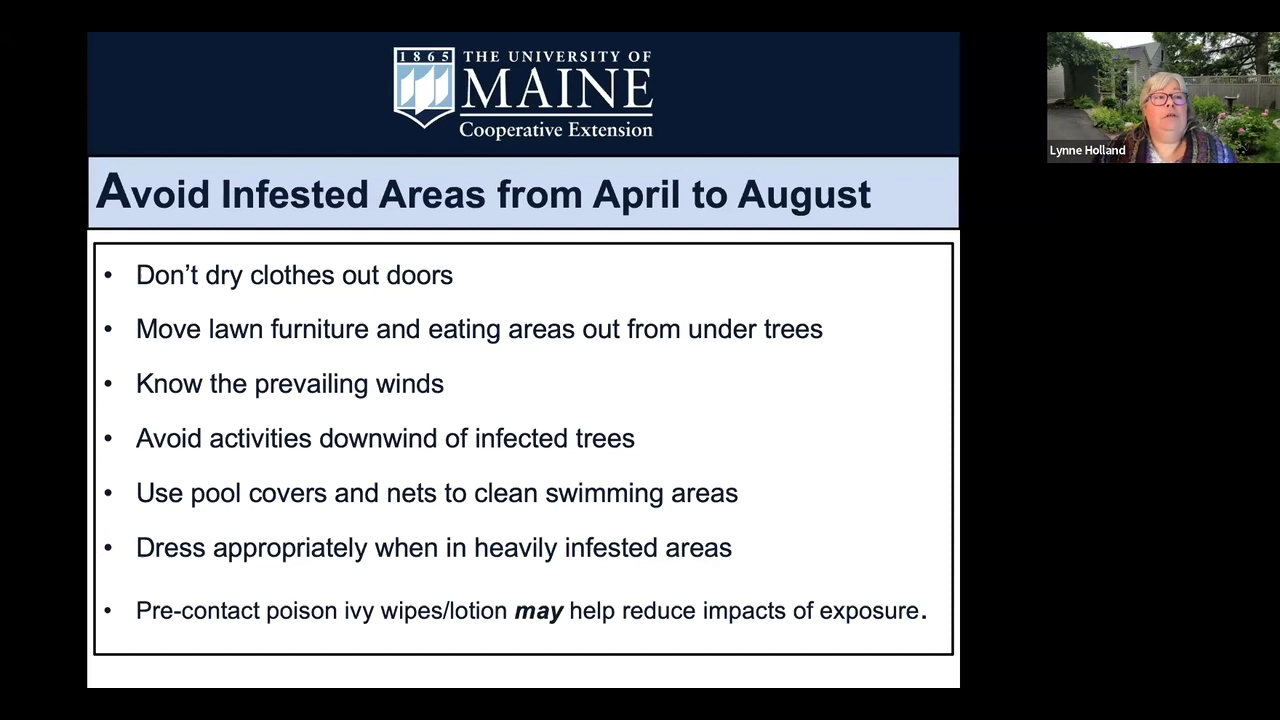 1865
THE UNIVERSITY OF
MAINE
Cooperative Extension
Lynne Holland
Avoid Infested Areas from April to August
• Don’t dry clothes out doors
• Move lawn furniture and eating areas out from under trees
• Know the prevailing winds
• Avoid activities downwind of infected trees
• Use pool covers and nets to clean swimming areas
• Dress appropriately when in heavily infested areas
• Pre-contact poison ivy wipes/lotion may help reduce impacts of exposure.